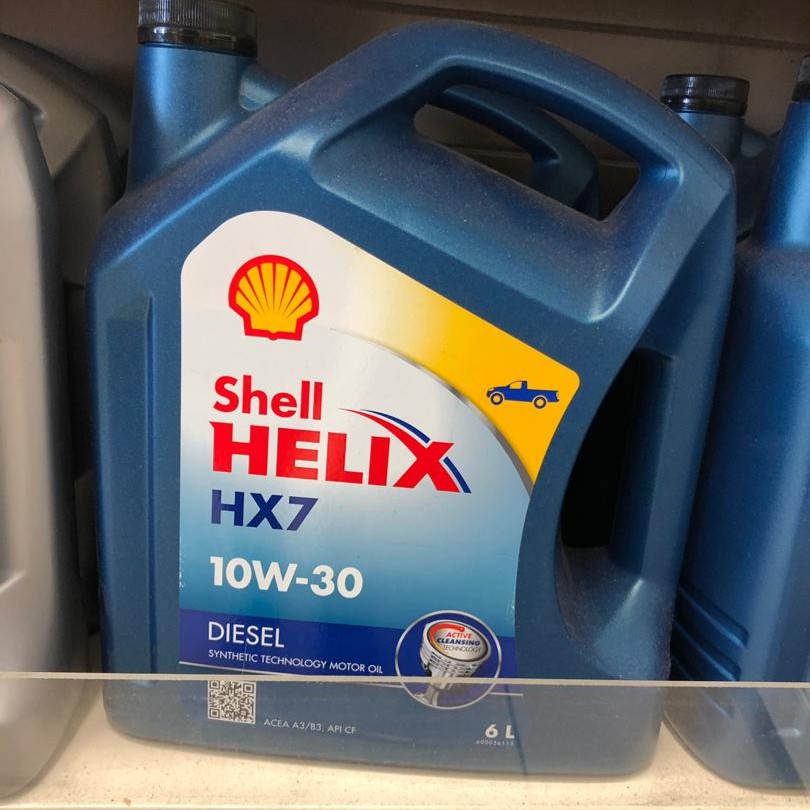 Shell
HELIX
HX7
10W-30
DIESEL
SYNTHETIC TECHNOLOGY MOTOR OIL
ACTIVE
CLEANSING
TECHNOLOGY
ACEA A3/B3, API CF
6 L